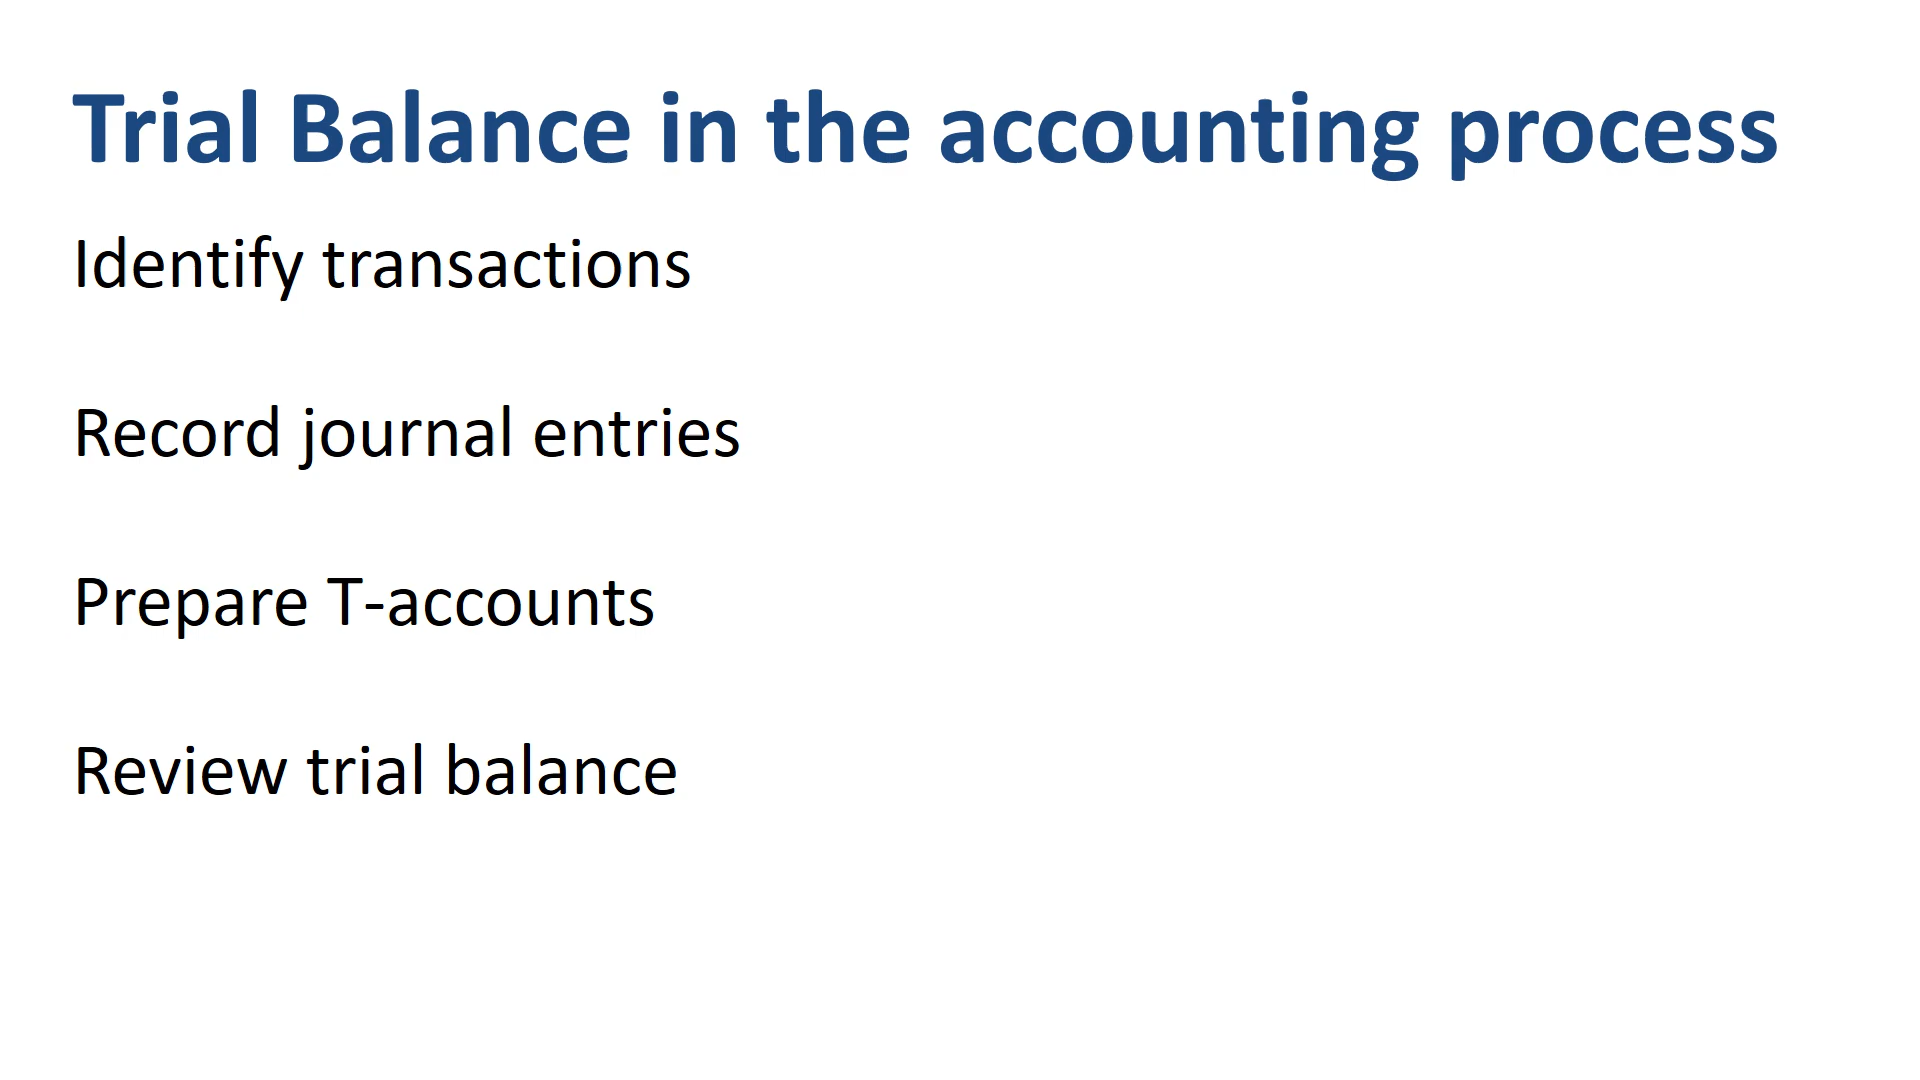 Trial Balance in the accounting process
Identify transactions
Record journal entries
Prepare T-accounts
Review trial balance